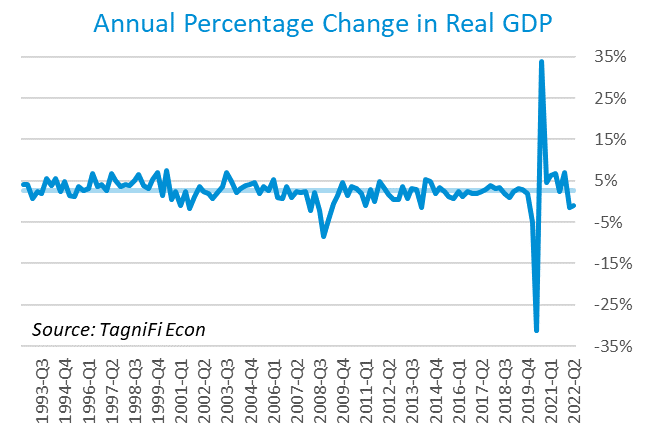 Annual Percentage Change in Real GDP
35%
25%
15%
5%
-5%
-15%
-25%
-35%
Source: TagniFi Econ
1993-Q3
1994-Q4
1996-Q1
1997-Q2
1998-Q3
1999-Q4
2001-Q1
2002-Q2
2003-Q3
2004-Q4
2006-Q1
2007-Q2
2008-Q3
2009-Q4
2011-Q1
2012-Q2
2013-Q3
2014-Q4
2016-Q1
2017-Q2
2018-Q3
2019-Q4
2021-Q1
2022-Q2